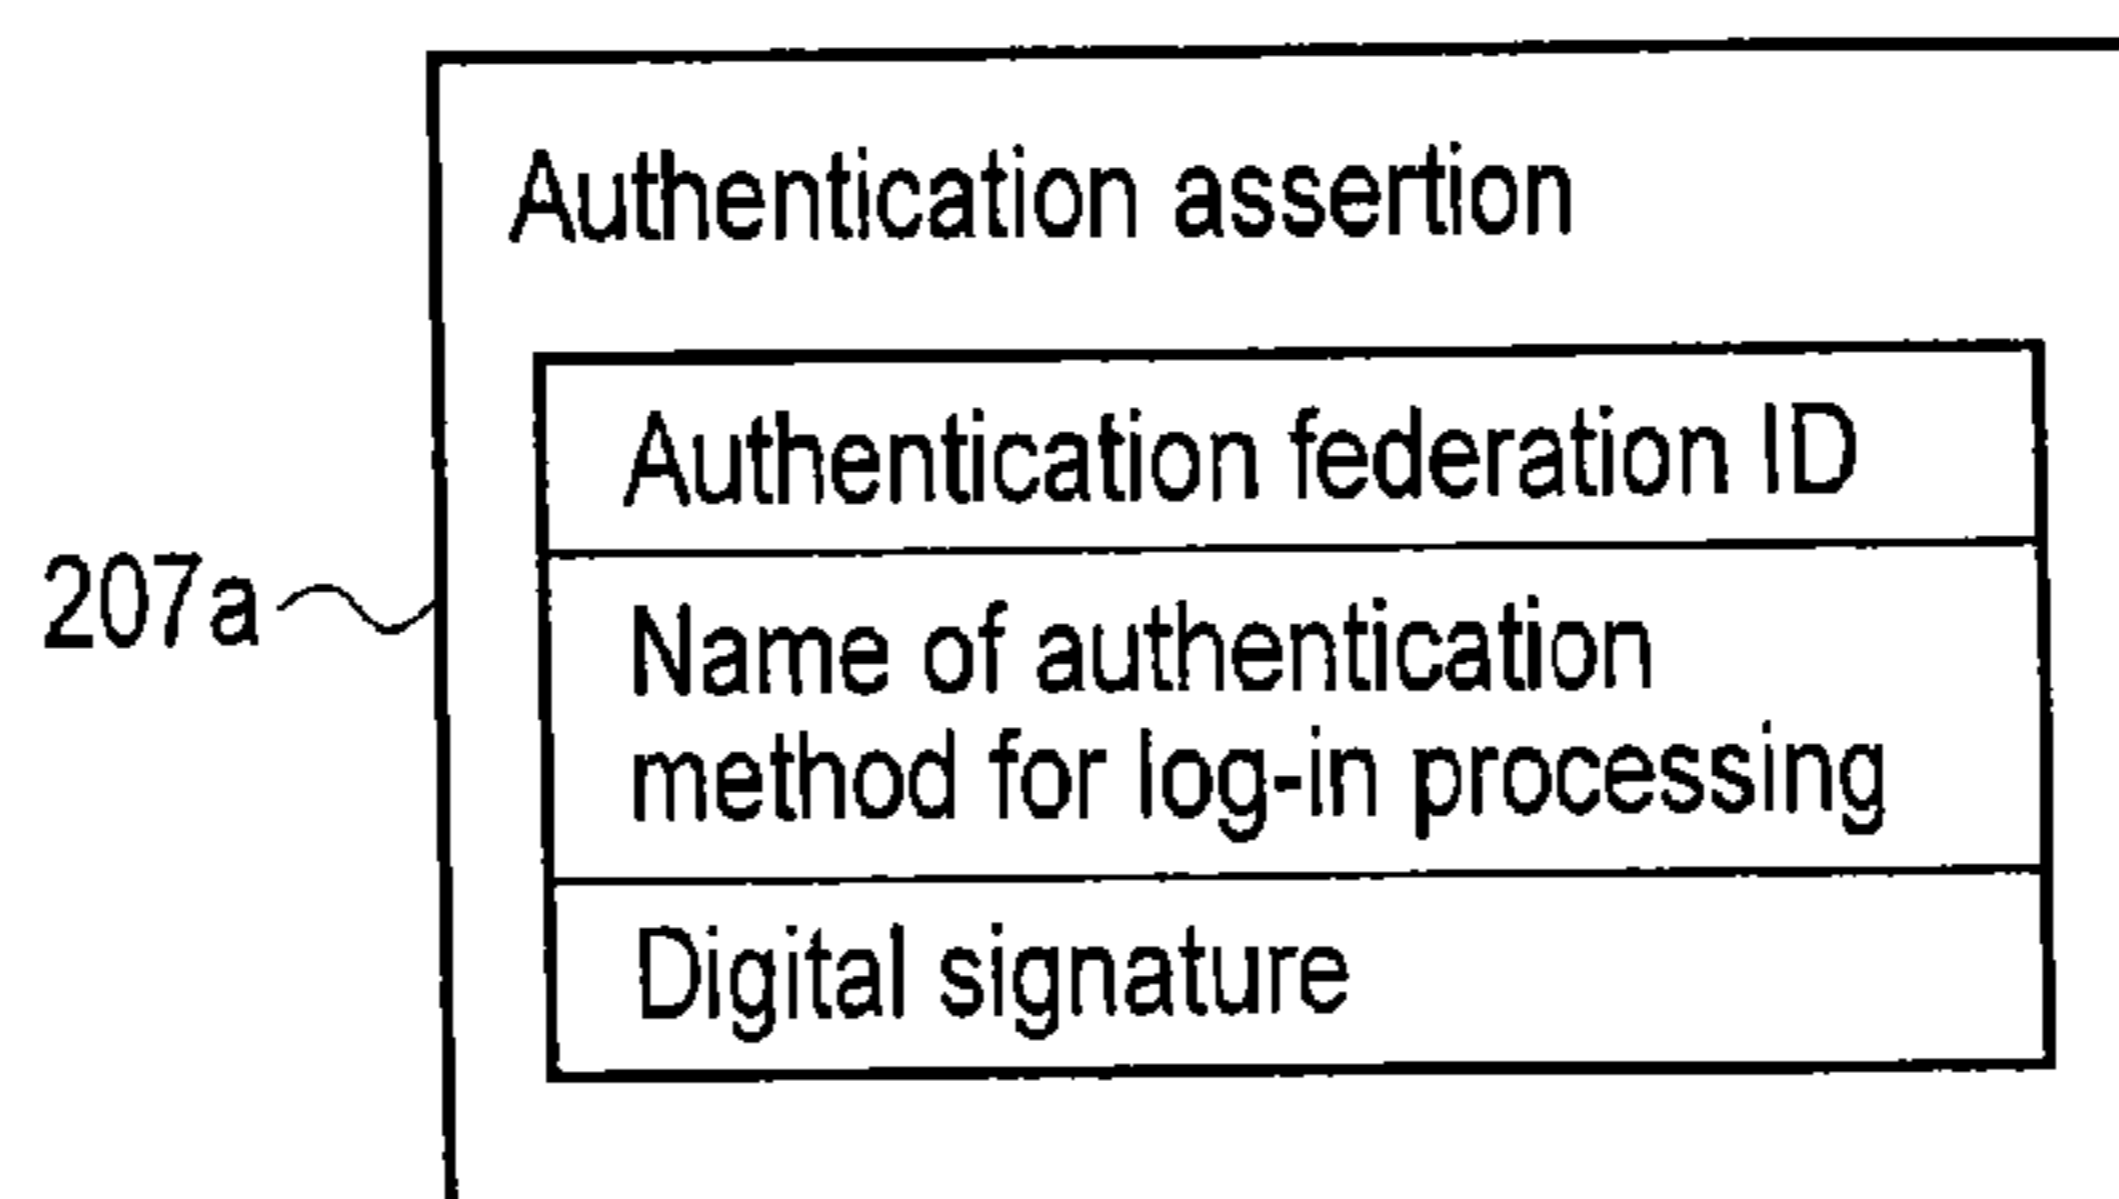 Authentication assertion
Authentication federation ID
207a
Name of authentication
method for log-in processing
Digital signature